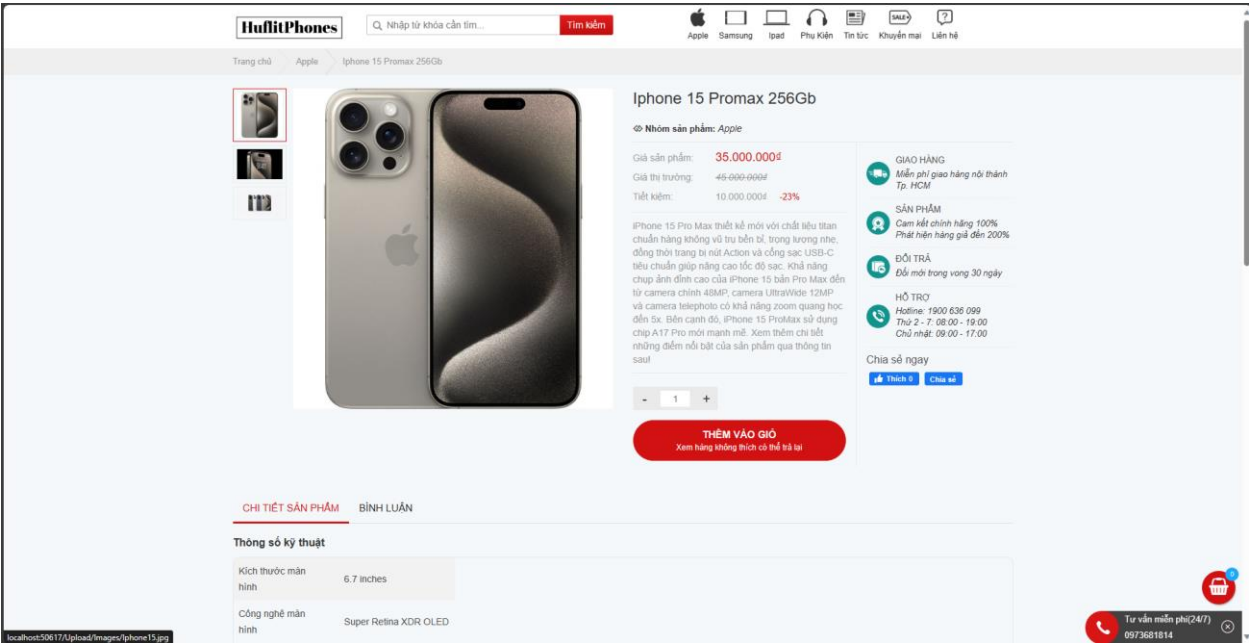 HuflitPhones
Nhập từ khóa cần tìm...
Tìm kiếm
Apple
Samsung
Ipad
Phụ Kiện
Tin tức
SALE
Khuyến mại
?
Liên hệ
Trang chủ
Apple
Iphone 15 Promax 256Gb
Iphone 15 Promax 256Gb
Nhóm sản phẩm: Apple
Giá sản phẩm: 35.000.000₫
Giá thị trường: 45.000.000₫
Tiết kiệm: 10.000.000₫ -23%
iPhone 15 Pro Max thiết kế mới với chất liệu titan
chuẩn hàng không vũ trụ bền bỉ, trọng lượng nhẹ,
đồng thời trang bị nút Action và cổng sạc USB-C
tiêu chuẩn giúp nâng cao tốc độ sạc. Khả năng
chụp ảnh đỉnh cao của iPhone 15 bản Pro Max đến
từ camera chính 48MP, camera UltraWide 12MP
và camera telephoto có khả năng zoom quang học
đến 5x. Bên cạnh đó, iPhone 15 ProMax sử dụng
chip A17 Pro mới mạnh mẽ. Xem thêm chi tiết
những điểm nổi bật của sản phẩm qua thông tin
sau!
- 1 +
THÊM VÀO GIỎ
Xem hàng không thích có thể trả lại
GIAO HÀNG
Miễn phí giao hàng nội thành
Tp. HCM
SẢN PHẨM
Cam kết chính hãng 100%
Phát hiện hàng giả đền 200%
ĐỔI TRẢ
Đổi mới trong vong 30 ngày
HỖ TRỢ
Hotline: 1900 636 099
Thứ 2 - 7: 08:00 - 19:00
Chủ nhật: 09:00 - 17:00
Chia sẻ ngay
Thích 0
Chia sẻ
CHI TIẾT SẢN PHẨM
BÌNH LUẬN
Thông số kỹ thuật
Kích thước màn
hình
6.7 inches
Công nghệ màn
hình
Super Retina XDR OLED
0
Tư vấn miễn phí(24/7)
0973681814
localhost:50617/Upload/Images/Iphone15.jpg